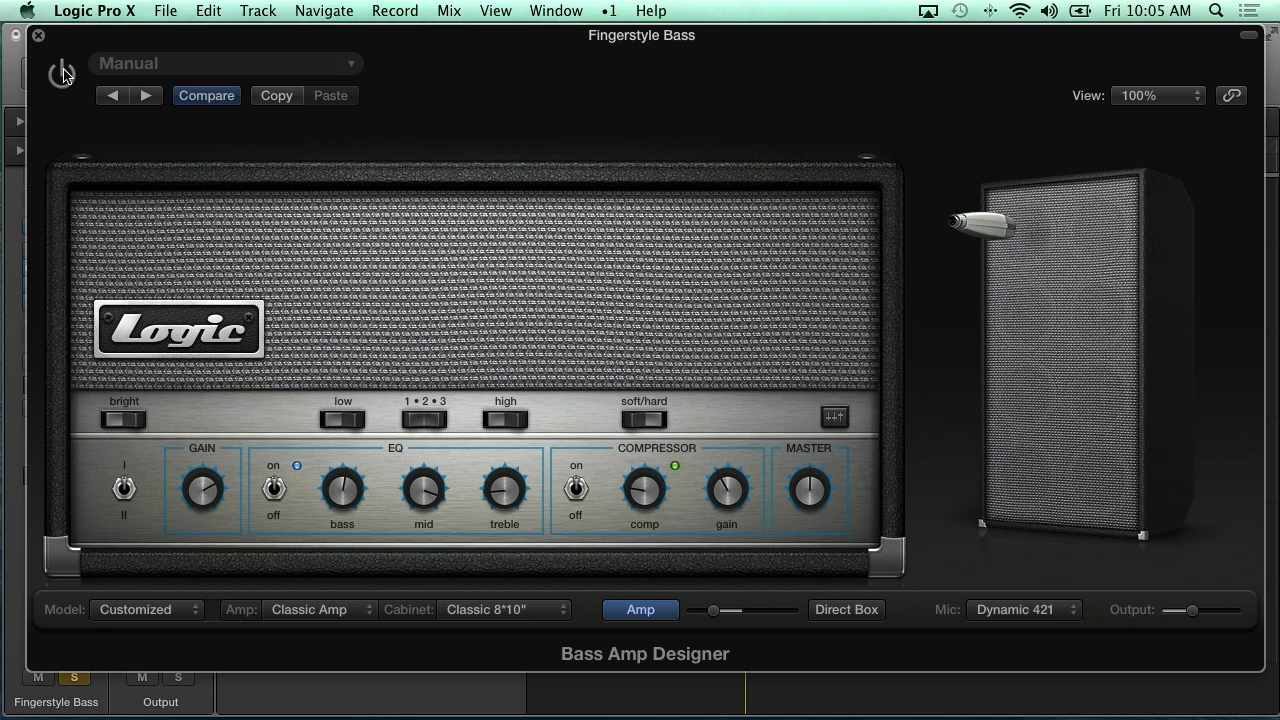 Logic Pro X File Edit Track Navigate Record Mix View Window •1 Help Fri 10:05 AM
Fingerstyle Bass
Manual
Compare Copy Paste View: 100%
Logic
bright low 1 • 2 • 3 high soft/hard
GAIN EQ COMPRESSOR MASTER
I on on
II off bass mid treble off comp gain
Model: Customized Amp: Classic Amp Cabinet: Classic 8*10" Amp Direct Box Mic: Dynamic 421 Output:
Bass Amp Designer
M S M S
Fingerstyle Bass Output